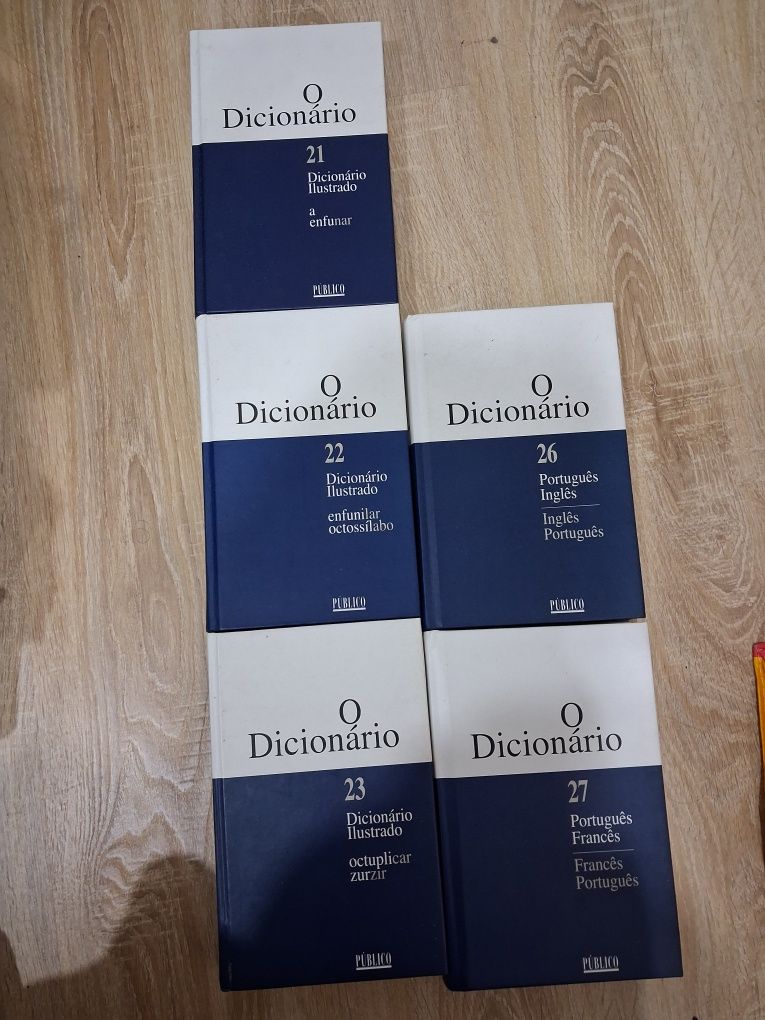 O
Dicionário
21
Dicionário
Ilustrado
a
enfunar
PÚBLICO
O
Dicionário
22
Dicionário
Ilustrado
enfunilar
octossílabo
PÚBLICO
O
Dicionário
23
Dicionário
Ilustrado
octuplicar
zurzir
PÚBLICO
O
Dicionário
26
Português
Inglês
Inglês
Português
PÚBLICO
O
Dicionário
27
Português
Francês
Francês
Português
PÚBLICO